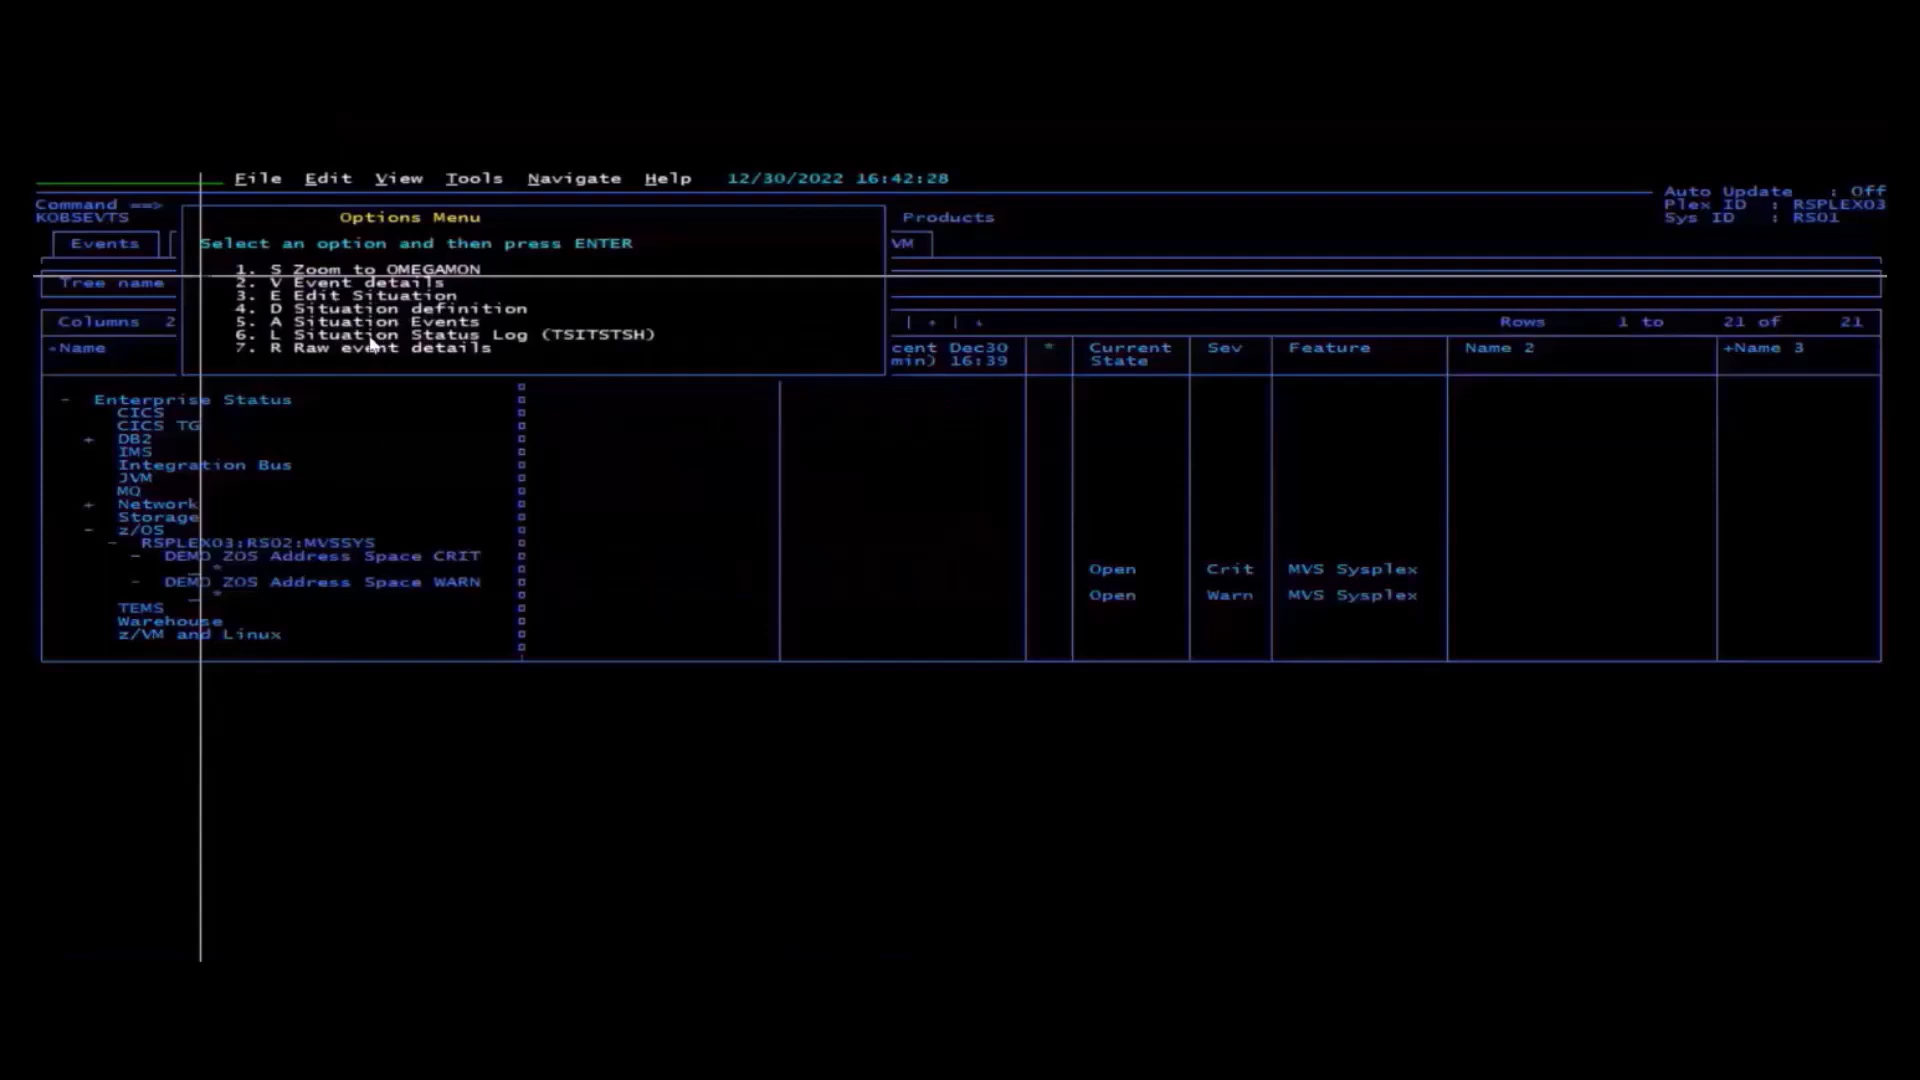 File Edit View Tools Navigate Help 12/30/2022 16:42:28
Auto Update : Off
Command ==>
Plex ID : RSPLEX03
KOBSEVTS
Options Menu
Products
Sys ID : RS01
Events
Select an option and then press ENTER
VM
1. S Zoom to OMEGAMON
2. V Event details
Tree name
3. E Edit Situation
4. D Situation definition
Columns 2
5. A Situation Events
Rows 1 to 21 of 21
6. L Situation Status Log (TSITSTSH)
7. R Raw event details
Name
cent Dec30 * Current Sev Feature Name 2 +Name 3
min) 16:39 State
- Enterprise Status
CICS
CICS TG
+ DB2
IMS
Integration Bus
JVM
MQ
+ Network
Storage
- z/OS
- RSPLEX03:RS02:MVSSYS
- DEMO ZOS Address Space CRIT
_ * Open Crit MVS Sysplex
- DEMO ZOS Address Space WARN
_ * Open Warn MVS Sysplex
TEMS
Warehouse
z/VM and Linux